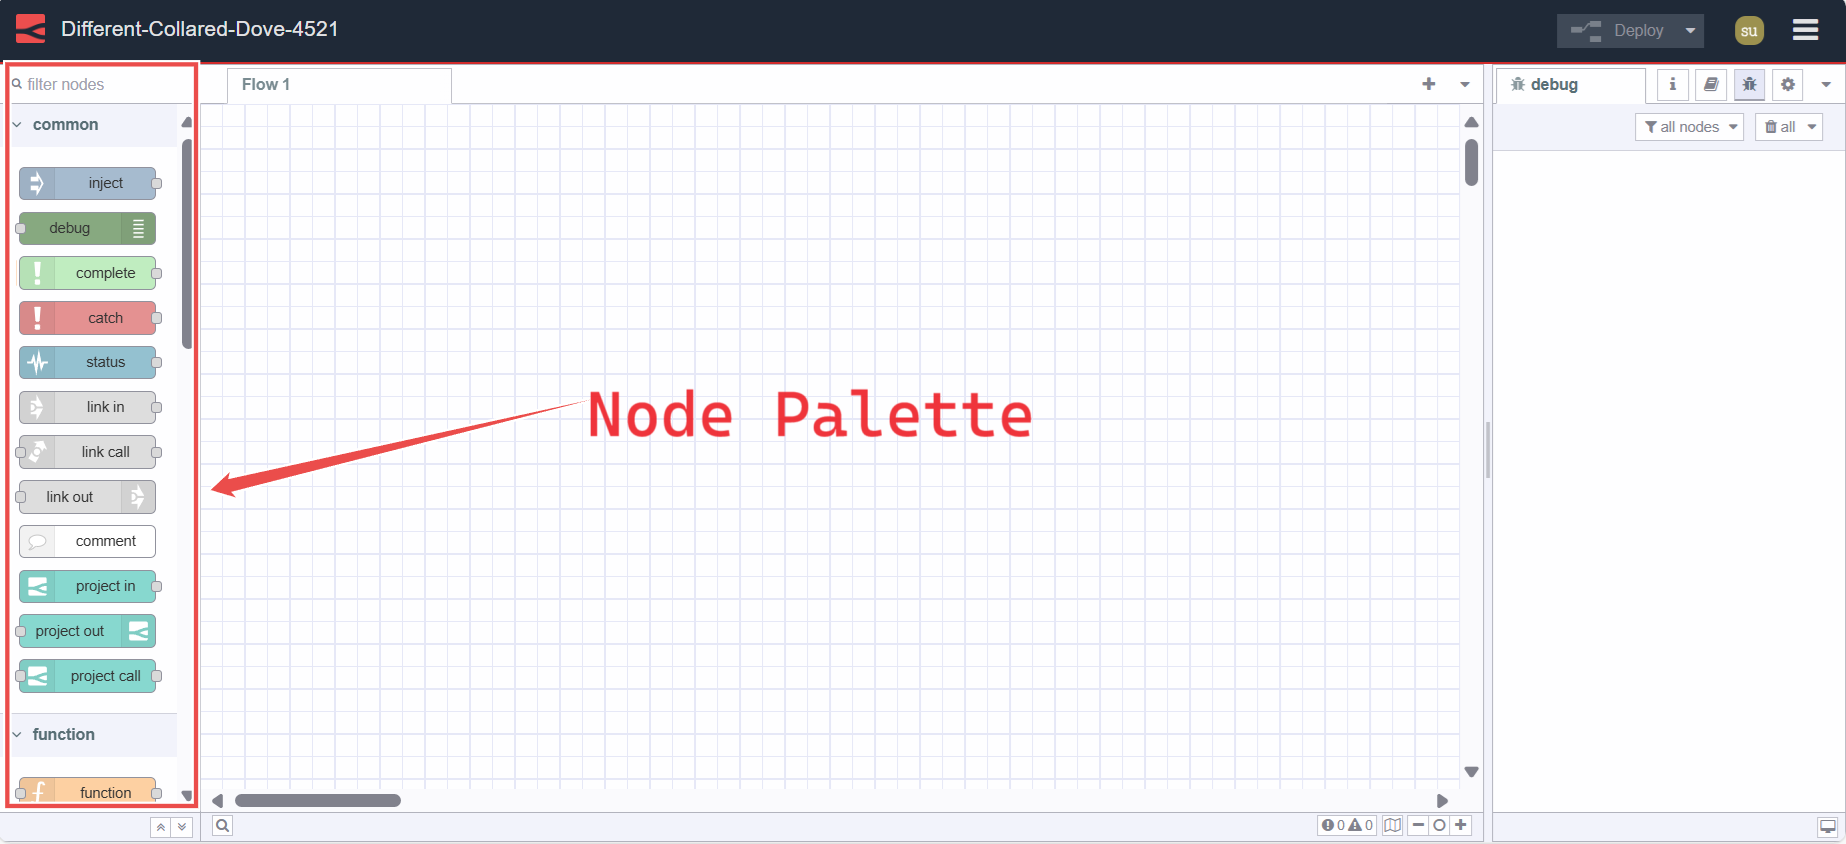 Different-Collared-Dove-4521
Deploy
su
filter nodes
Flow 1
debug
i
all nodes
all
common
inject
debug
complete
catch
status
link in
link call
link out
comment
project in
project out
project call
function
function
Node Palette
0 0